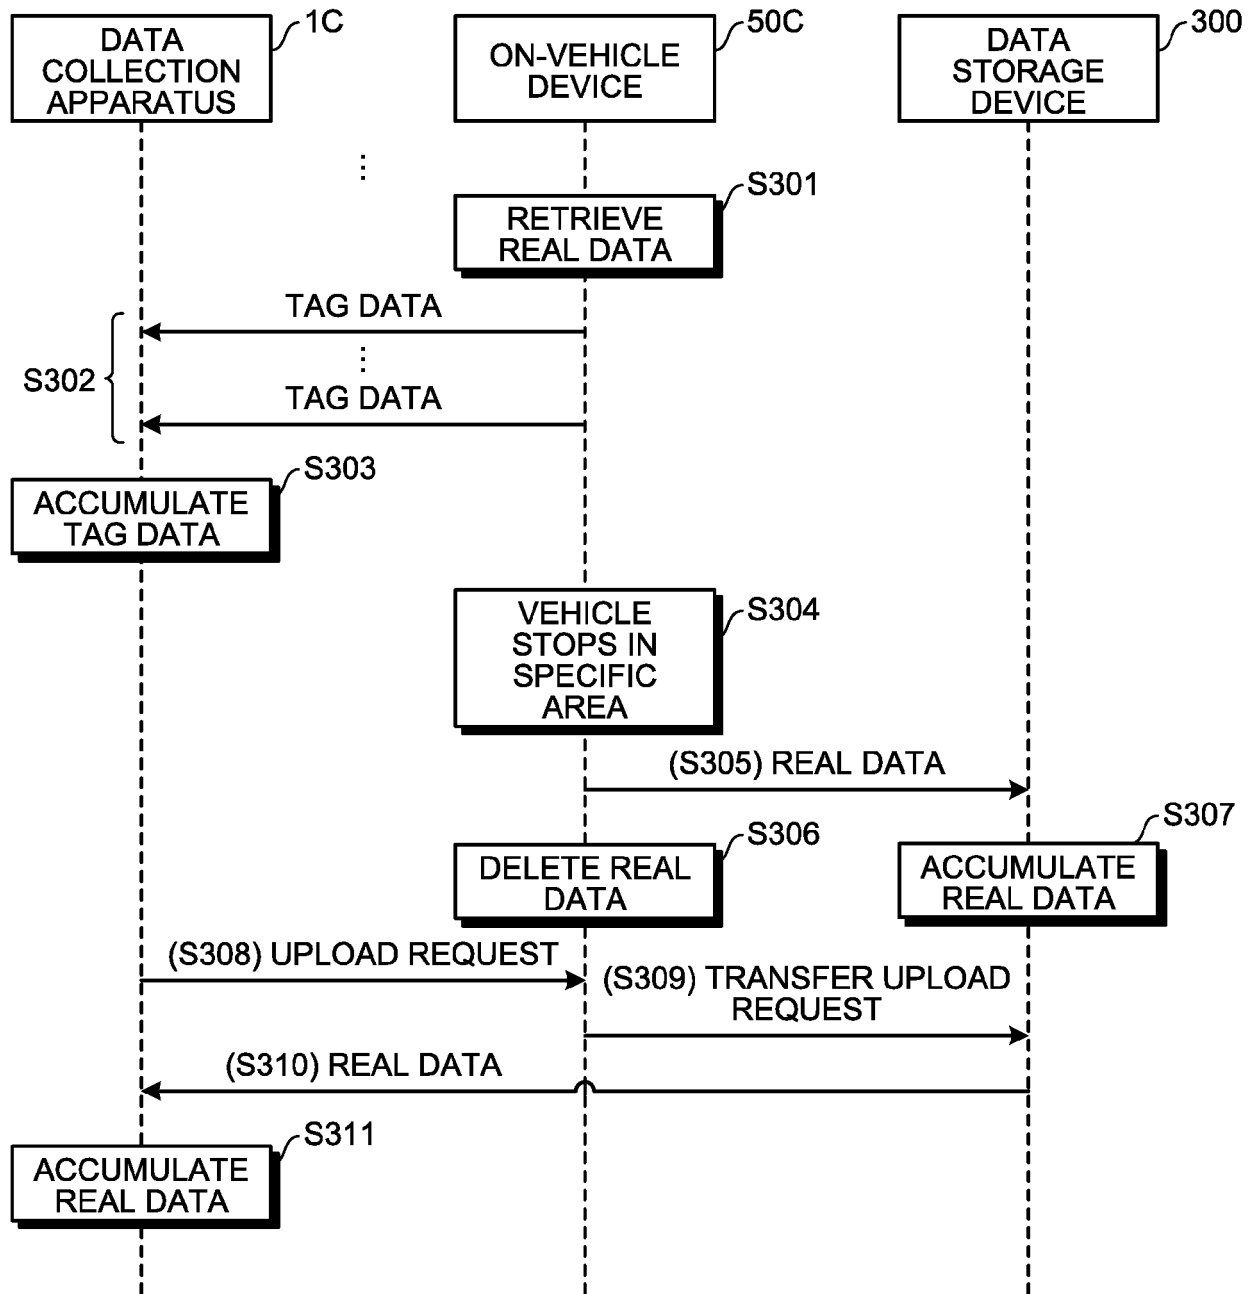 DATA
COLLECTION
APPARATUS
1C
ON-VEHICLE
DEVICE
50C
DATA
STORAGE
DEVICE
300
RETRIEVE
REAL DATA
S301
TAG DATA
S302
TAG DATA
ACCUMULATE
TAG DATA
S303
VEHICLE
STOPS IN
SPECIFIC
AREA
S304
(S305) REAL DATA
DELETE REAL
DATA
S306
ACCUMULATE
REAL DATA
S307
(S308) UPLOAD REQUEST
(S309) TRANSFER UPLOAD
REQUEST
(S310) REAL DATA
ACCUMULATE
REAL DATA
S311